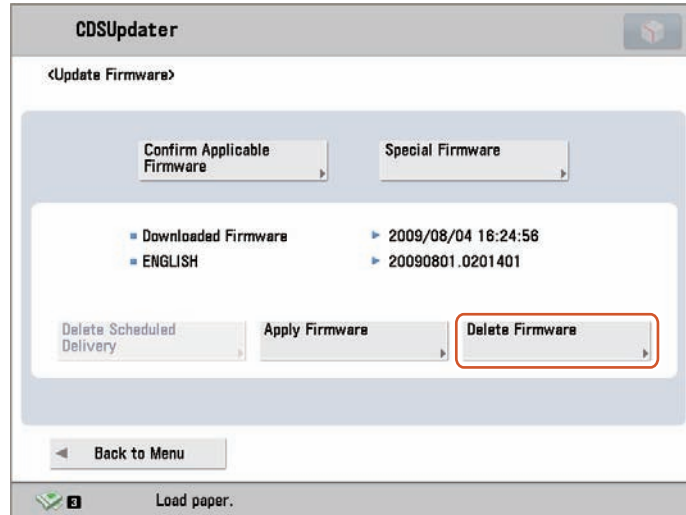 CDSUpdater
<Update Firmware>
Confirm Applicable
Firmware
Special Firmware
Downloaded Firmware
2009/08/04 16:24:56
ENGLISH
20090801.0201401
Delete Scheduled
Delivery
Apply Firmware
Delete Firmware
Back to Menu
3
Load paper.